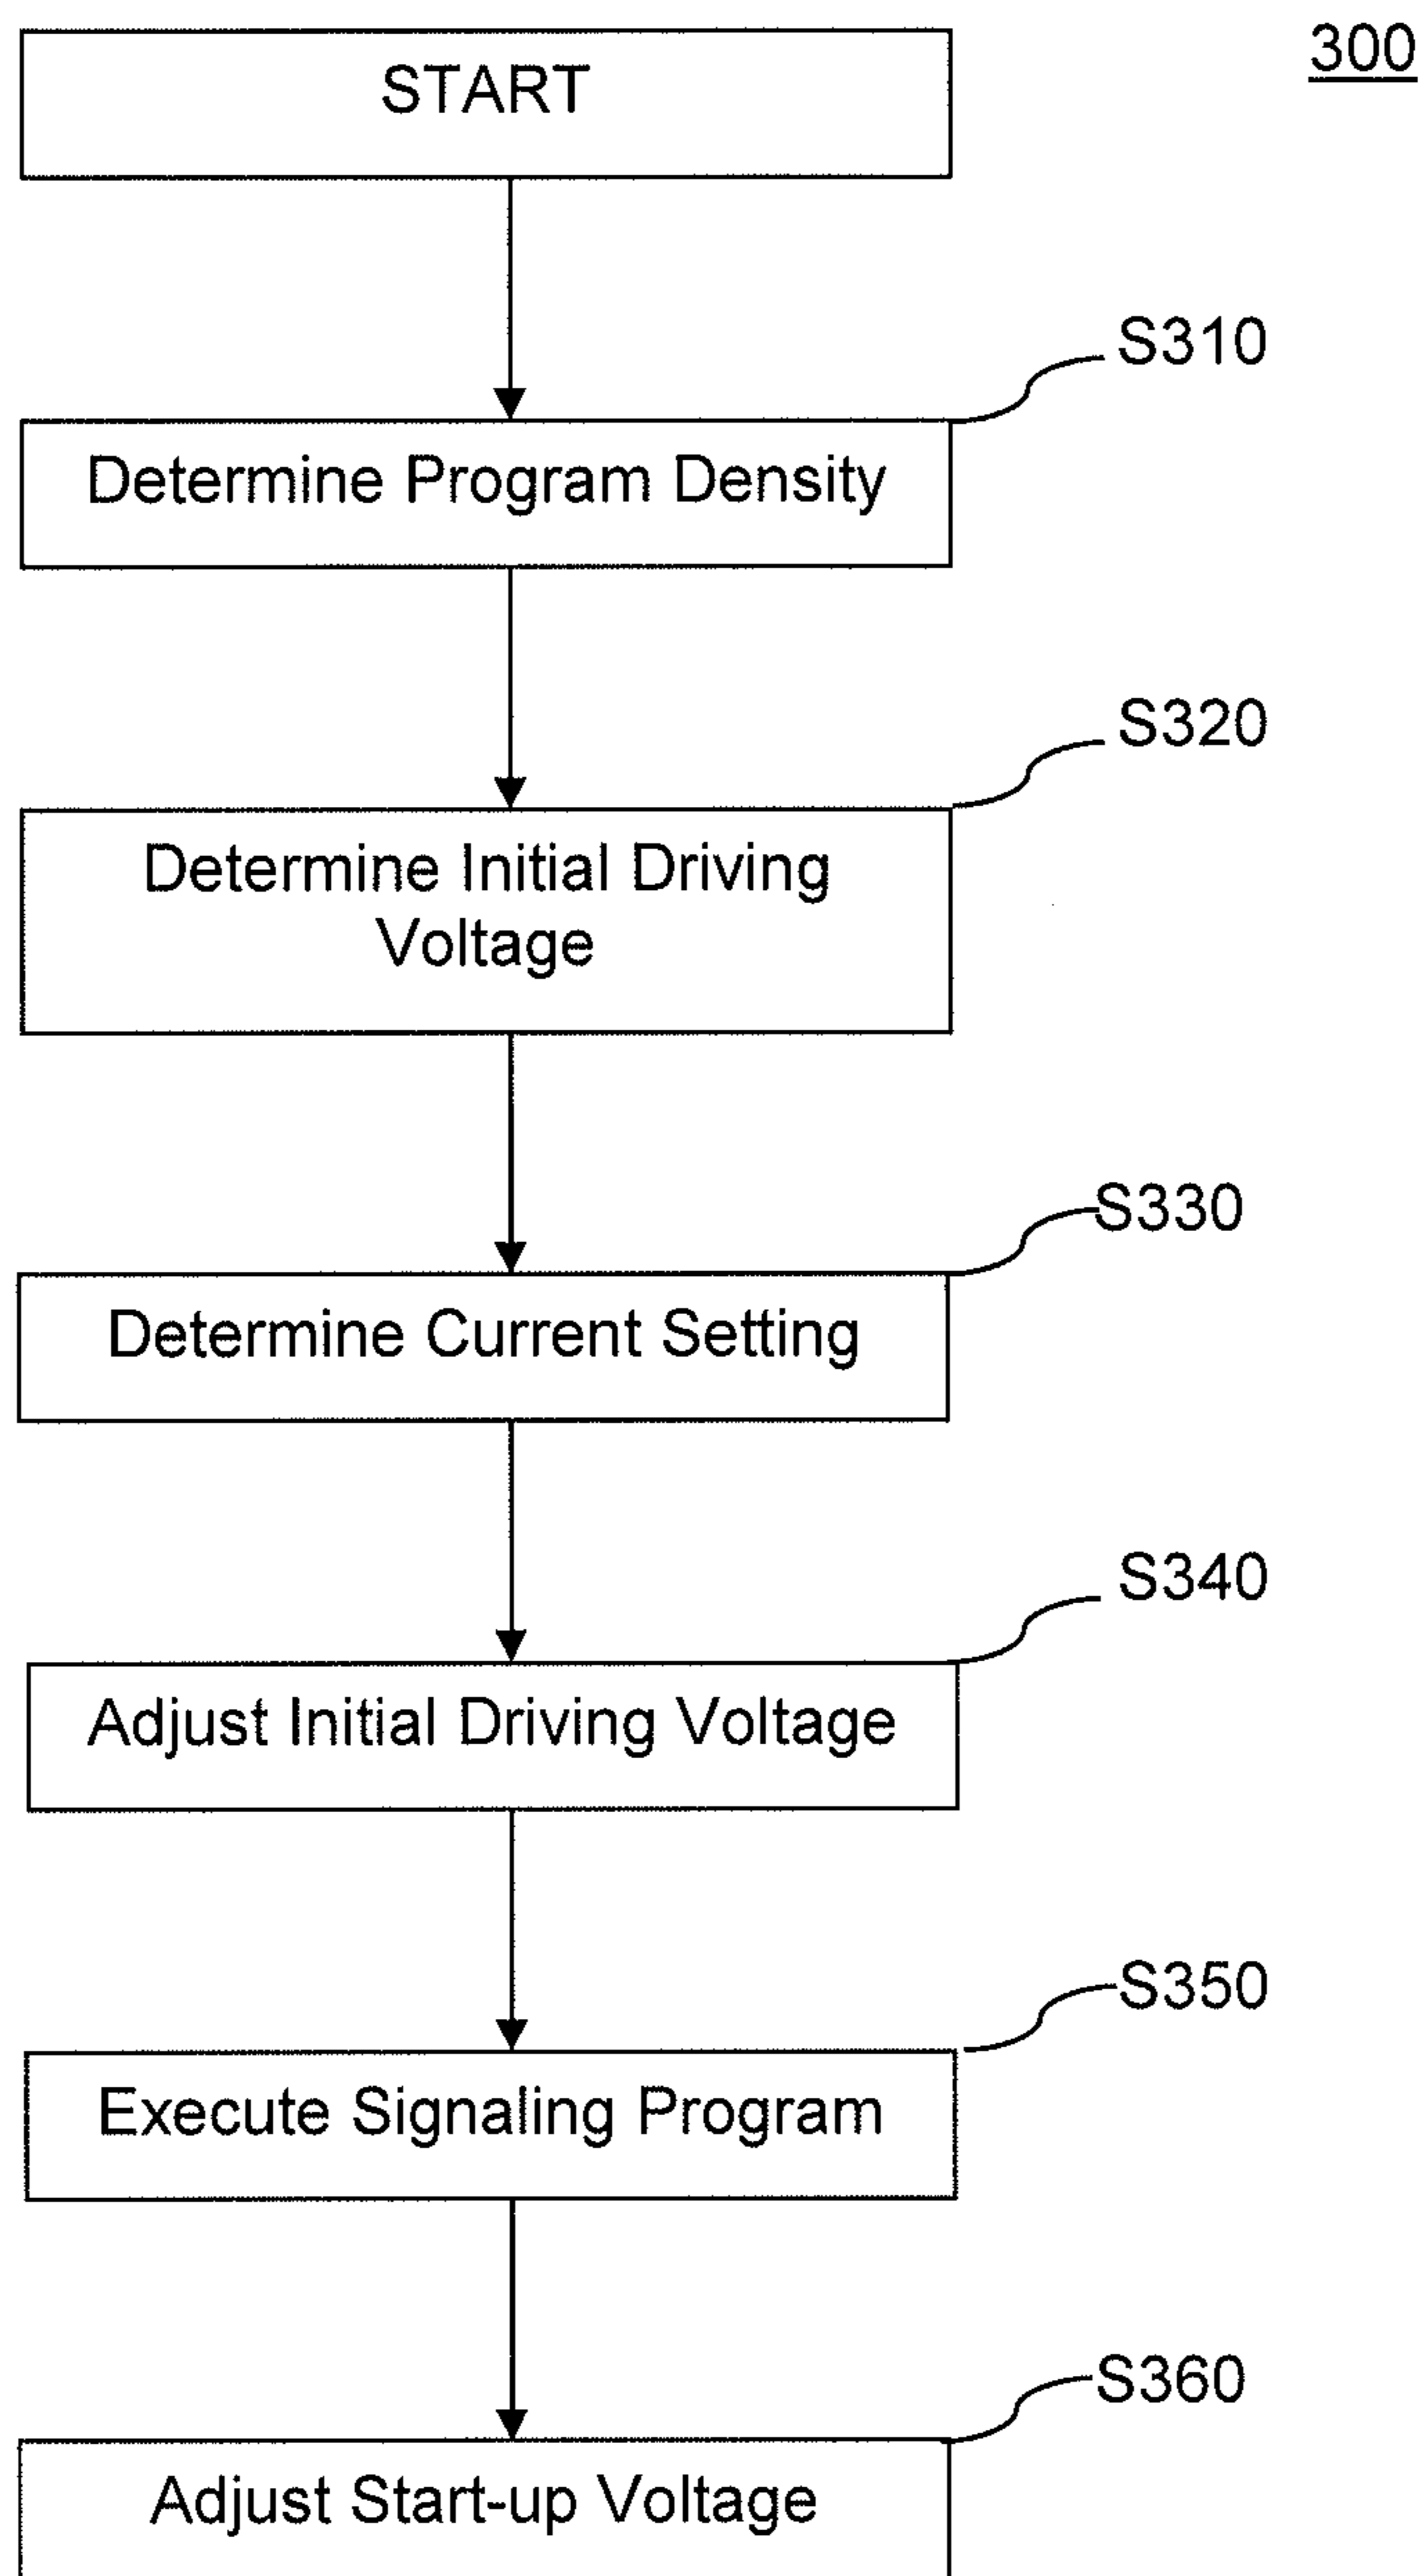 300
START
S310
Determine Program Density
S320
Determine Initial Driving
Voltage
S330
Determine Current Setting
S340
Adjust Initial Driving Voltage
S350
Execute Signaling Program
S360
Adjust Start-up Voltage